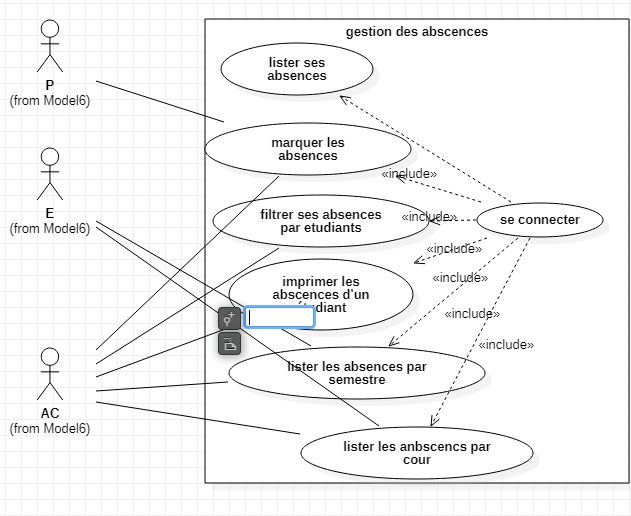 gestion des abscences
P
(from Model6)
lister ses
absences
marquer les
absences
«include»
E
(from Model6)
filtrer ses absences
par etudiants
«include»
se connecter
«include»
imprimer les
abscences d'un
«include»
«include»
«include»
AC
(from Model6)
lister les absences par
semestre
lister les anbscencs par
cour